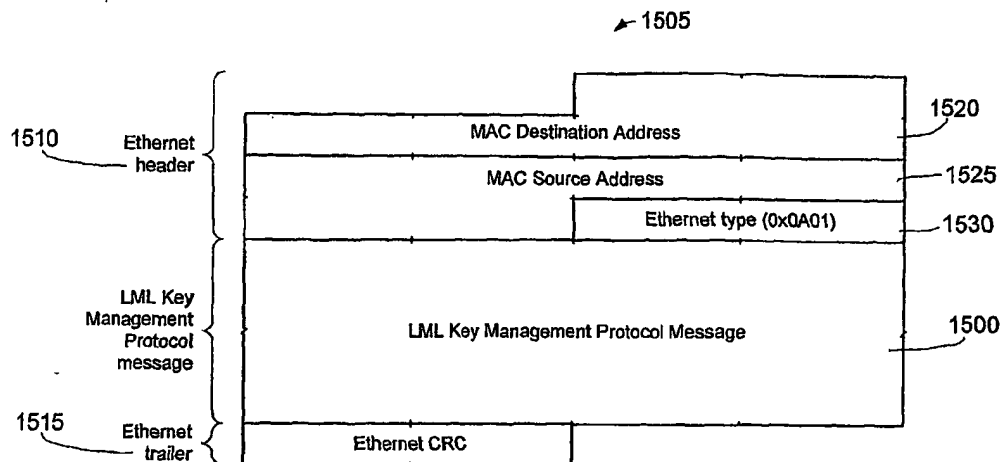 1505
1510
Ethernet
header
MAC Destination Address
1520
MAC Source Address
1525
Ethernet type (0x0A01)
1530
LML Key
Management
Protocol
message
LML Key Management Protocol Message
1500
1515
Ethernet
trailer
Ethernet CRC